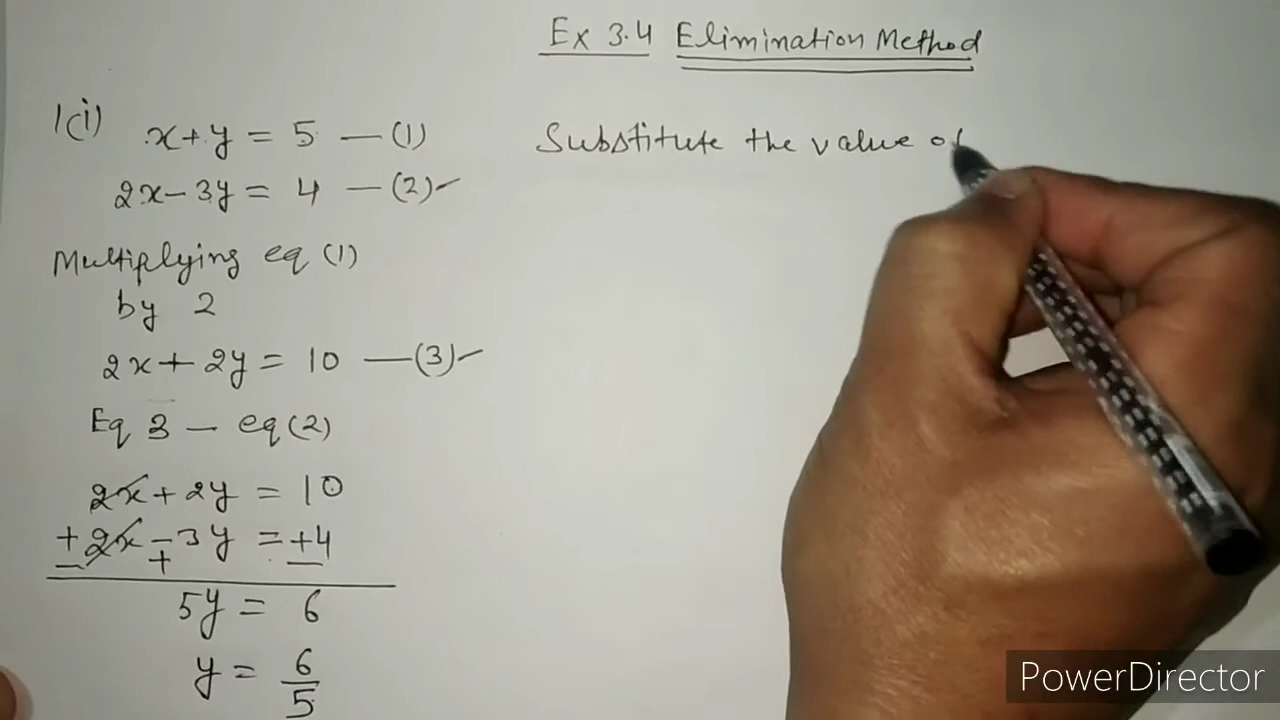 Ex 3.4 Elimination Method
1(i) x+y = 5 —(1)
2x-3y = 4 —(2)
Multiplying eq (1)
by 2
2x+2y = 10 —(3)
Eq 3 — eq(2)
2x+2y = 10
+2x-3y = +4
— + —
5y = 6
y = 6/5
Substitute the value of
PowerDirector